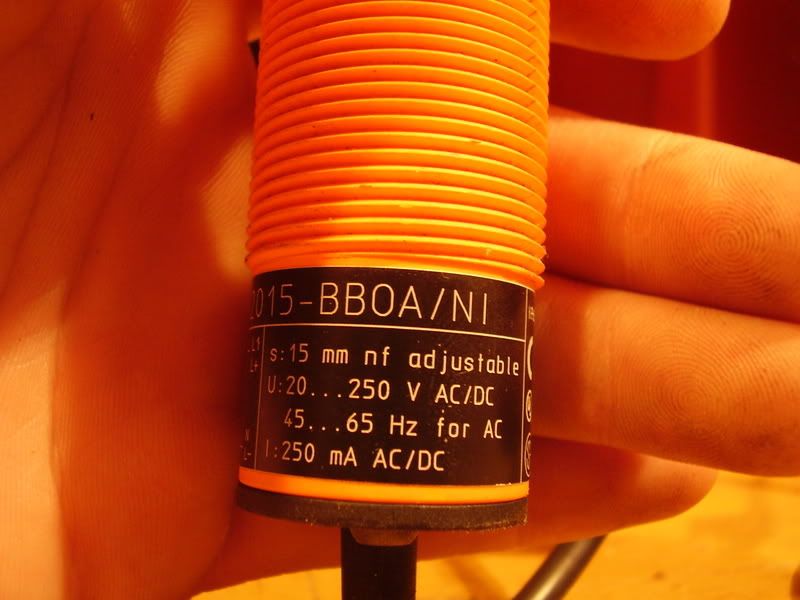 2015-BBOA/NI
L1
L+
s:15 mm nf adjustable
U:20...250 V AC/DC
45...65 Hz for AC
I:250 mA AC/DC
N
L-